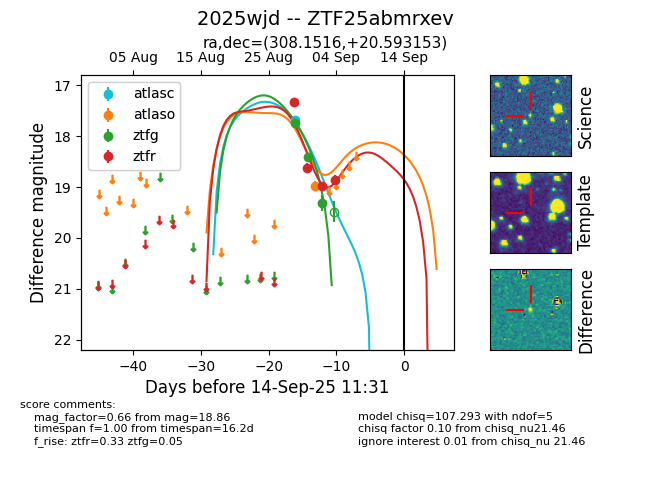 2025wjd -- ZTF25abmrxev
ra,dec=(308.1516,+20.593153)
05 Aug 15 Aug 25 Aug 04 Sep 14 Sep
17
18
19
20
21
22
Difference magnitude
atlasc
atlaso
ztfg
ztfr
−40 −30 −20 −10 0
Days before 14-Sep-25 11:31
Science
Template
Difference
score comments:
mag_factor=0.66 from mag=18.86
timespan f=1.00 from timespan=16.2d
f_rise: ztfr=0.33 ztfg=0.05
model chisq=107.293 with ndof=5
chisq factor 0.10 from chisq_nu21.46
ignore interest 0.01 from chisq_nu 21.46